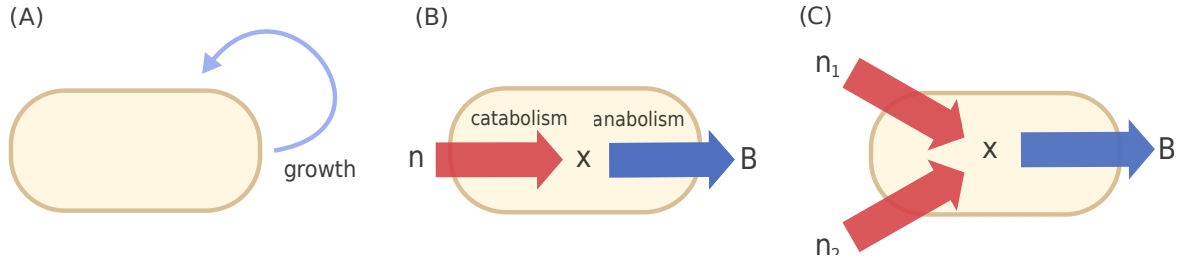 (A)
growth
(B)
catabolism
anabolism
n
x
B
(C)
n1
x
B
n2